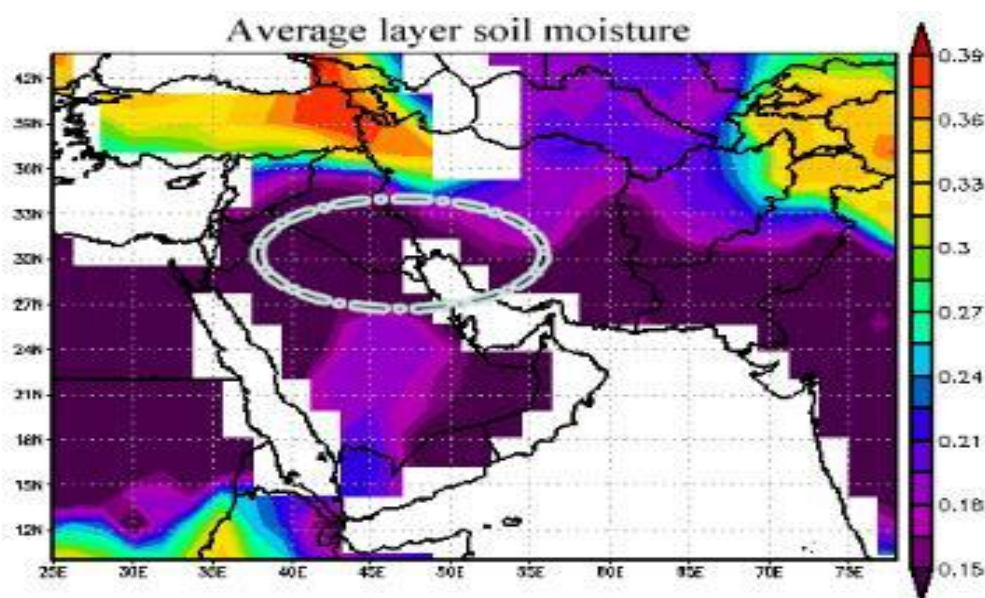 Average layer soil moisture
42N
39N
36N
33N
30N
27N
24N
21N
18N
15N
12N
25E 30E 35E 40E 45E 50E 55E 60E 65E 70E 75E
0.39
0.36
0.33
0.3
0.27
0.24
0.21
0.18
0.15